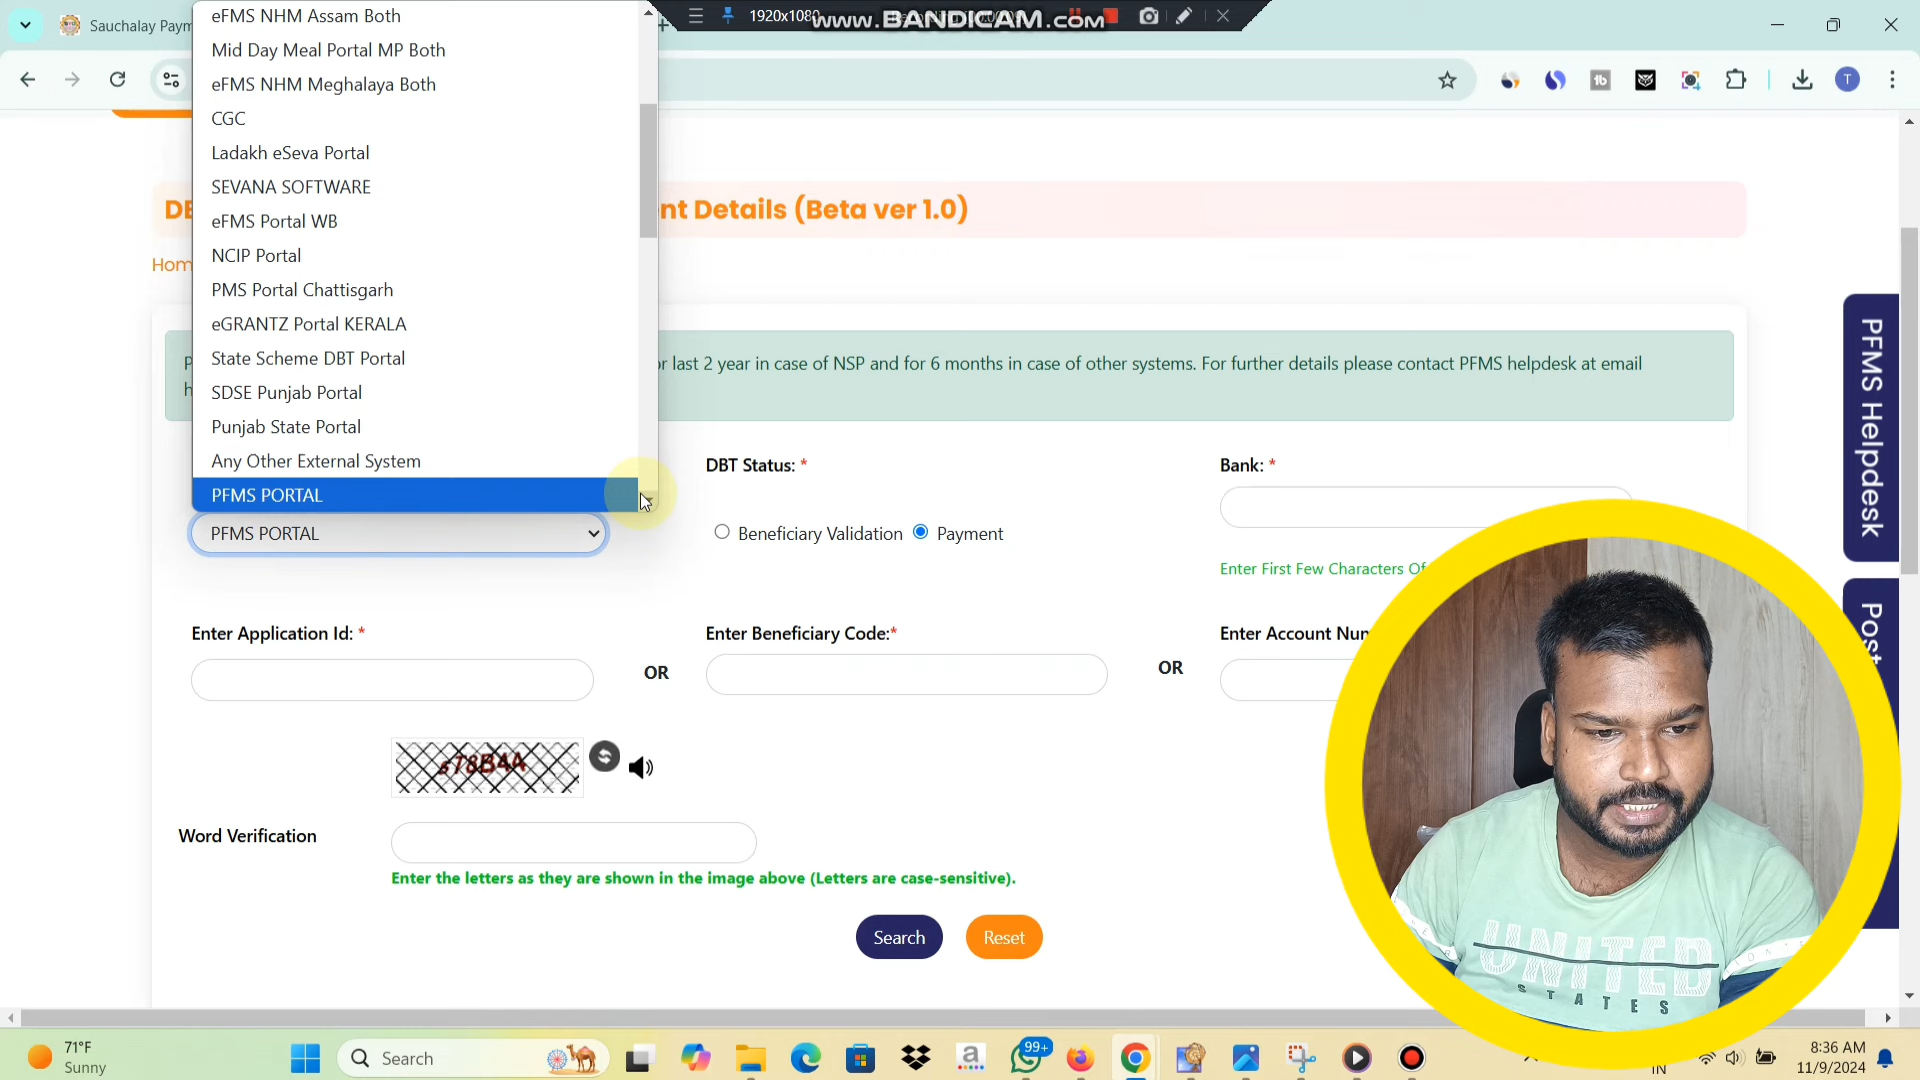 eFMS NHM Assam Both
1920x1080
www.BANDICAM.com
Sauchalay Paym
Mid Day Meal Portal MP Both
eFMS NHM Meghalaya Both
T
CGC
Ladakh eSeva Portal
SEVANA SOFTWARE
DB
nt Details (Beta ver 1.0)
eFMS Portal WB
NCIP Portal
Hom
PMS Portal Chattisgarh
eGRANTZ Portal KERALA
State Scheme DBT Portal
or last 2 year in case of NSP and for 6 months in case of other systems. For further details please contact PFMS helpdesk at email
SDSE Punjab Portal
Punjab State Portal
Any Other External System
PFMS PORTAL
PFMS PORTAL
DBT Status: *
Beneficiary Validation
Payment
Bank: *
Enter First Few Characters Of
PFMS Helpdesk
Post
Enter Application Id: *
OR
Enter Beneficiary Code:*
OR
Enter Account Num
Word Verification
Enter the letters as they are shown in the image above (Letters are case-sensitive).
Search
Reset
UNITED
STATES
71°F
Sunny
Search
99+
IN
8:36 AM
11/9/2024